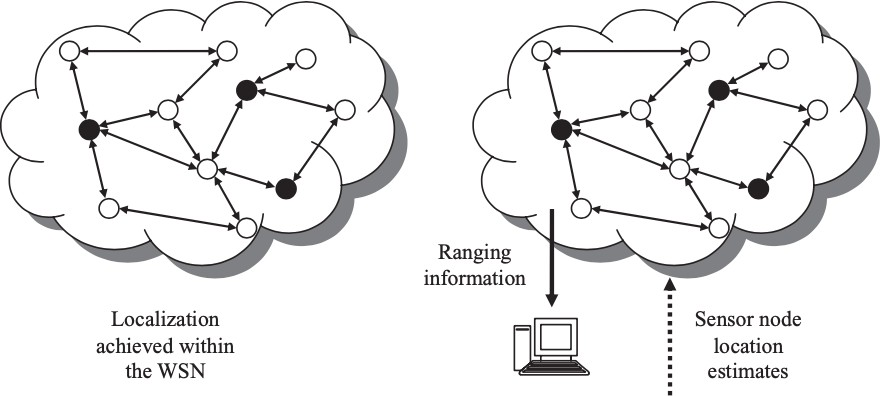 Ranging
information
Localization
achieved within
the WSN
Sensor node
location
estimates